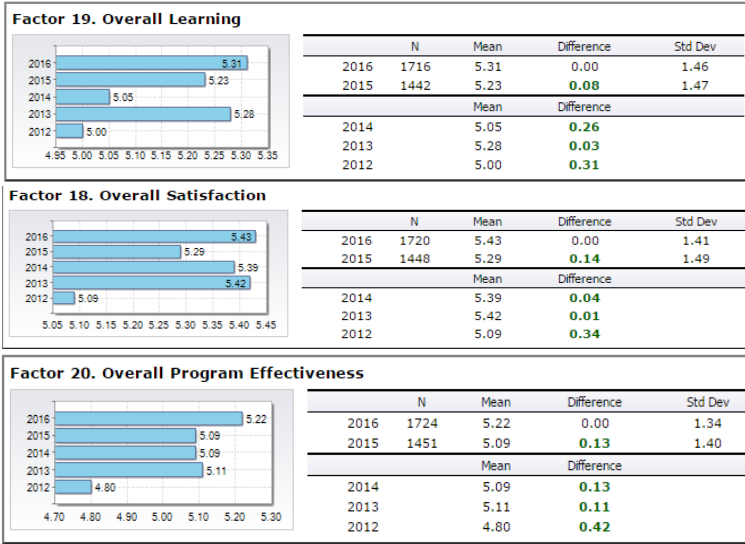 Factor 19. Overall Learning
2016 5.31
2015 5.23
2014 5.05
2013 5.28
2012 5.00
4.95 5.00 5.05 5.10 5.15 5.20 5.25 5.30 5.35
N Mean Difference Std Dev
2016 1716 5.31 0.00 1.46
2015 1442 5.23 0.08 1.47
Mean Difference
2014 5.05 0.26
2013 5.28 0.03
2012 5.00 0.31
Factor 18. Overall Satisfaction
2016 5.43
2015 5.29
2014 5.39
2013 5.42
2012 5.09
5.05 5.10 5.15 5.20 5.25 5.30 5.35 5.40 5.45
N Mean Difference Std Dev
2016 1720 5.43 0.00 1.41
2015 1448 5.29 0.14 1.49
Mean Difference
2014 5.39 0.04
2013 5.42 0.01
2012 5.09 0.34
Factor 20. Overall Program Effectiveness
2016 5.22
2015 5.09
2014 5.09
2013 5.11
2012 4.80
4.70 4.80 4.90 5.00 5.10 5.20 5.30
N Mean Difference Std Dev
2016 1724 5.22 0.00 1.34
2015 1451 5.09 0.13 1.40
Mean Difference
2014 5.09 0.13
2013 5.11 0.11
2012 4.80 0.42